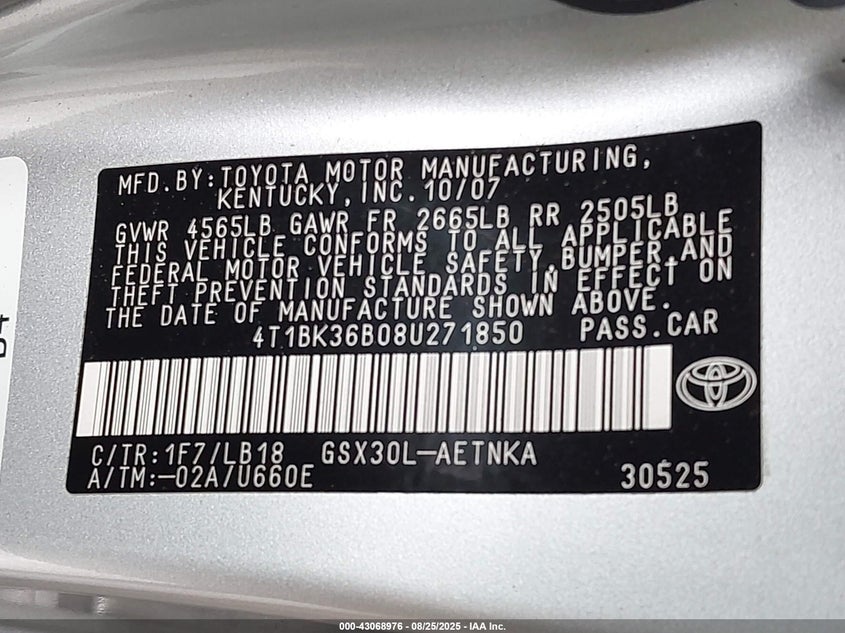 MFD.BY:TOYOTA MOTOR MANUFACTURING,
KENTUCKY,INC.10/07
GVWR 4565LB GAWR FR 2665LB RR 2505LB
THIS VEHICLE CONFORMS TO ALL APPLICABLE
FEDERAL MOTOR VEHICLE SAFETY,BUMPER,AND
THEFT PREVENTION STANDARDS IN EFFECT ON
THE DATE OF MANUFACTURE SHOWN ABOVE.
4T1BK36B08U271850 PASS.CAR
C/TR:1F7/LB18 GSX30L-AETNKA
A/TM:-02A/U660E 30525
000-43068976 - 08/25/2025 - IAA Inc.